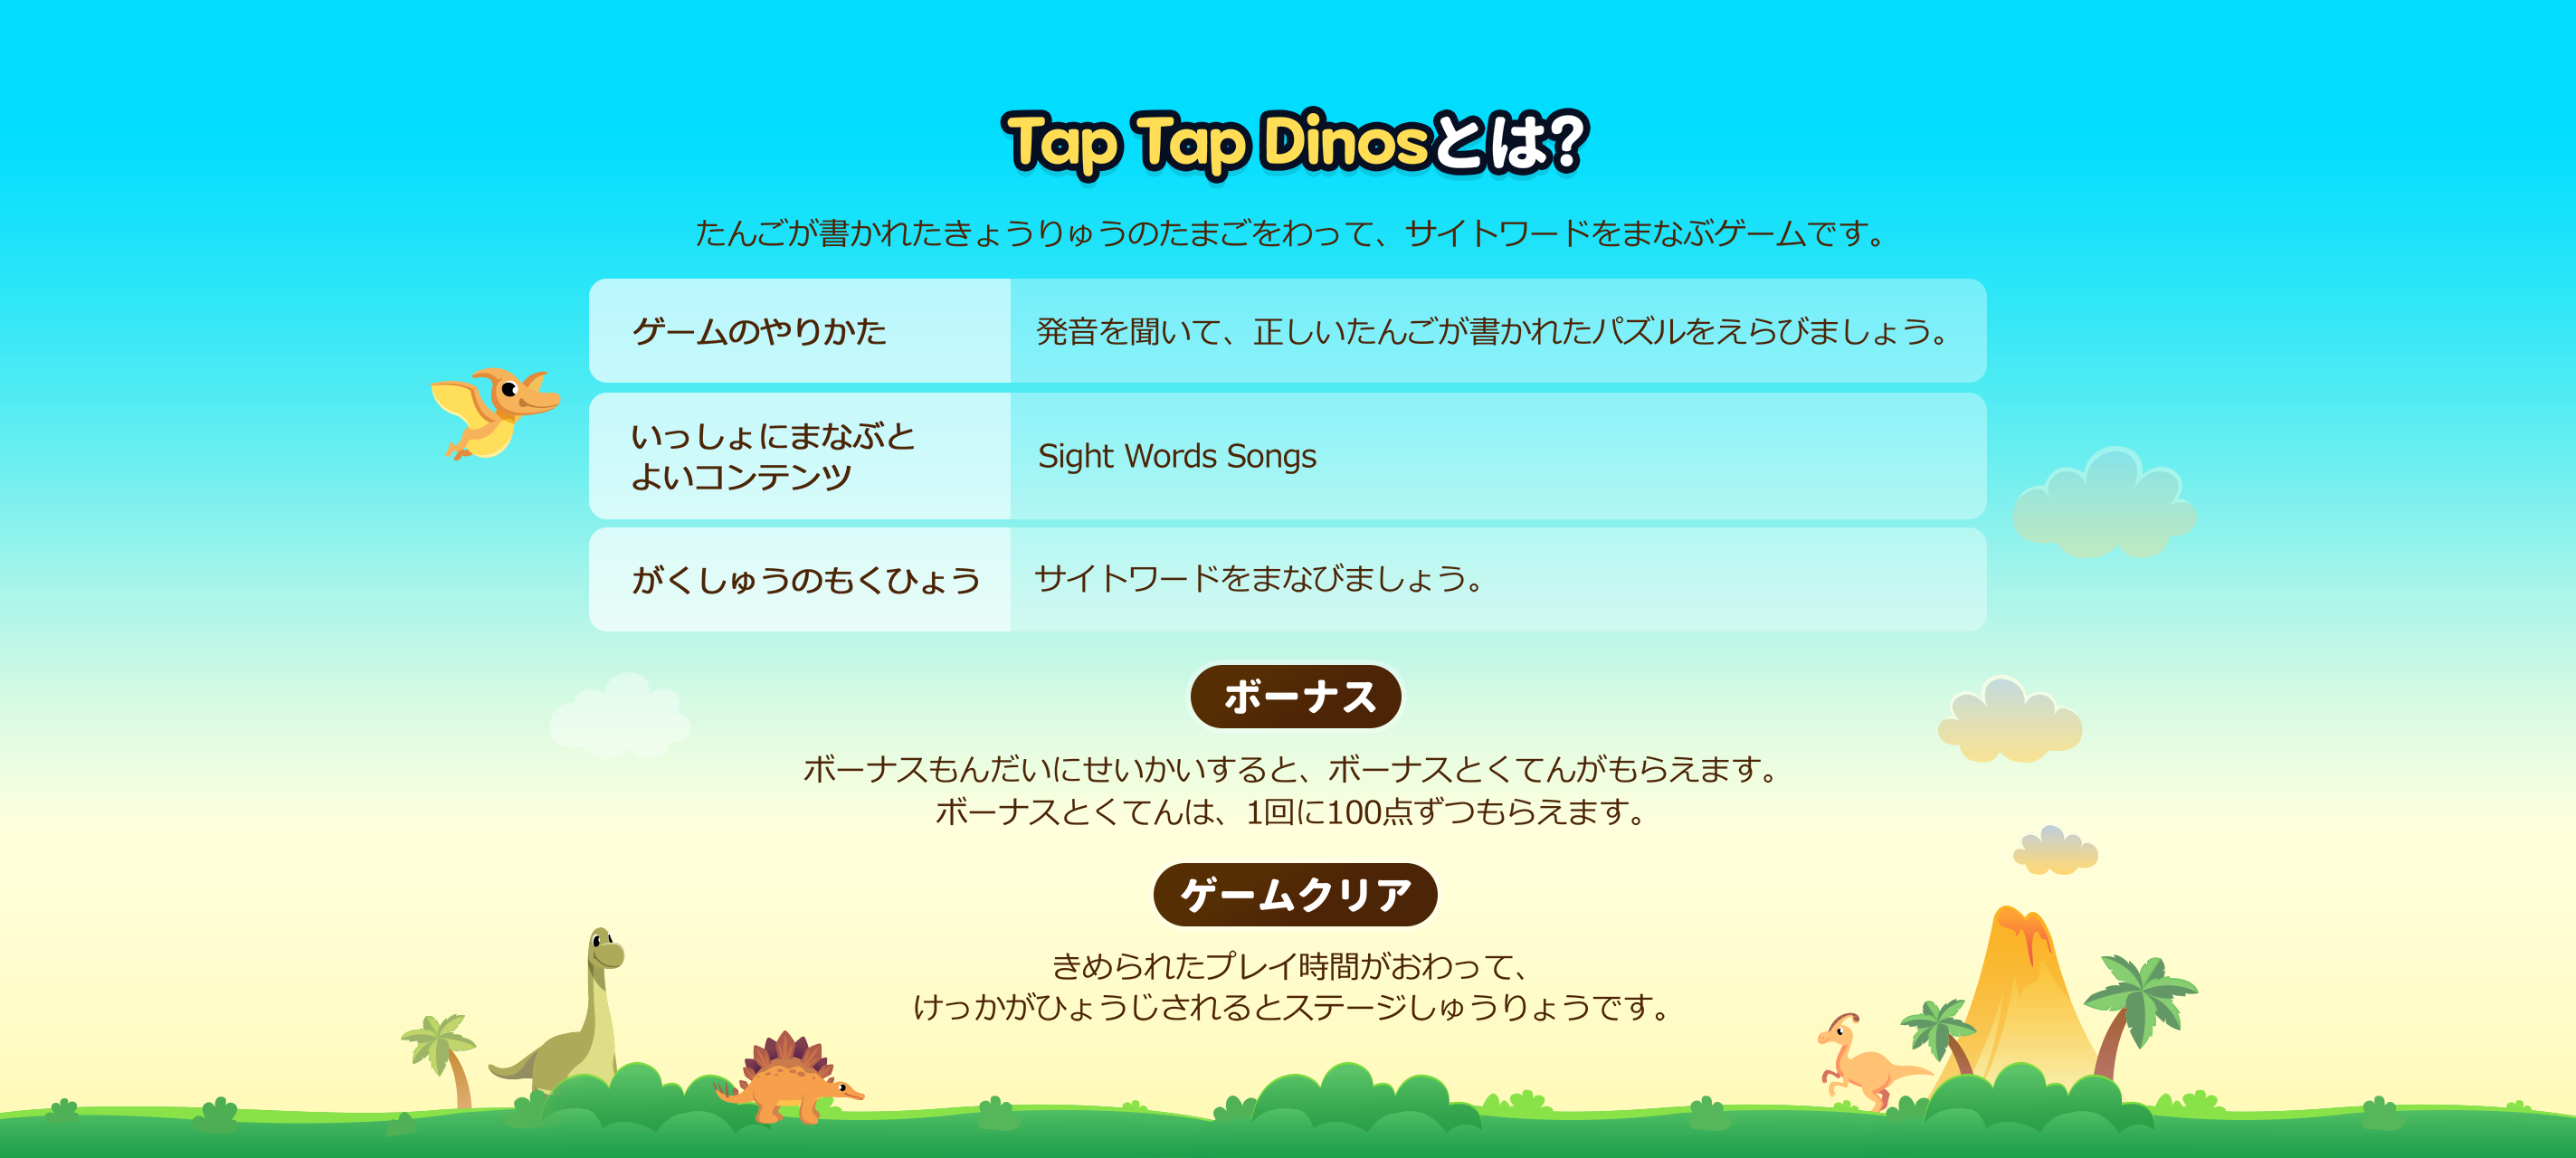 Tap Tap Dinosとは?
たんごが書かれたきょうりゅうのたまごをわって、サイトワードをまなぶゲームです。
ゲームのやりかた
発音を聞いて、正しいたんごが書かれたパズルをえらびましょう。
いっしょにまなぶと
よいコンテンツ
Sight Words Songs
がくしゅうのもくひょう
サイトワードをまなびましょう。
ボーナス
ボーナスもんだいにせいかいすると、ボーナスとくてんがもらえます。
ボーナスとくてんは、1回に100点ずつもらえます。
ゲームクリア
きめられたプレイ時間がおわって、
けっかがひょうじされるとステージしゅうりょうです。